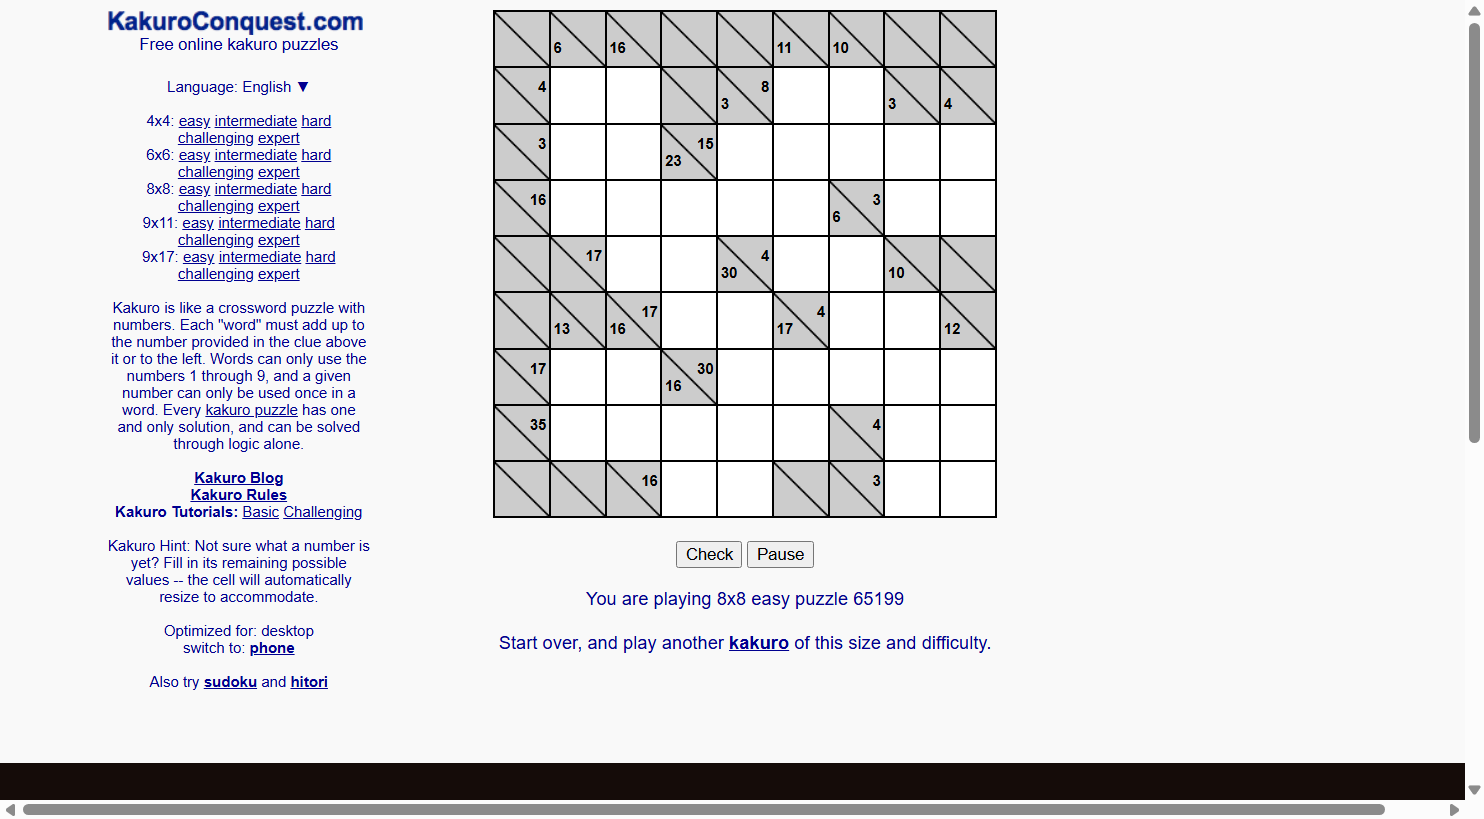 KakuroConquest.com
Free online kakuro puzzles
Language: English ▼
4x4: easy intermediate hard
challenging expert
6x6: easy intermediate hard
challenging expert
8x8: easy intermediate hard
challenging expert
9x11: easy intermediate hard
challenging expert
9x17: easy intermediate hard
challenging expert
Kakuro is like a crossword puzzle with
numbers. Each "word" must add up to
the number provided in the clue above
it or to the left. Words can only use the
numbers 1 through 9, and a given
number can only be used once in a
word. Every kakuro puzzle has one
and only solution, and can be solved
through logic alone.
Kakuro Blog
Kakuro Rules
Kakuro Tutorials: Basic Challenging
Kakuro Hint: Not sure what a number is
yet? Fill in its remaining possible
values -- the cell will automatically
resize to accommodate.
Optimized for: desktop
switch to: phone
Also try sudoku and hitori
6 16 11 10
4 3 8 3 4
3 23 15
16 6 3
17 30 4 10
13 16 17 17 4 12
17 16 30
35 4
16 3
Check Pause
You are playing 8x8 easy puzzle 65199
Start over, and play another kakuro of this size and difficulty.